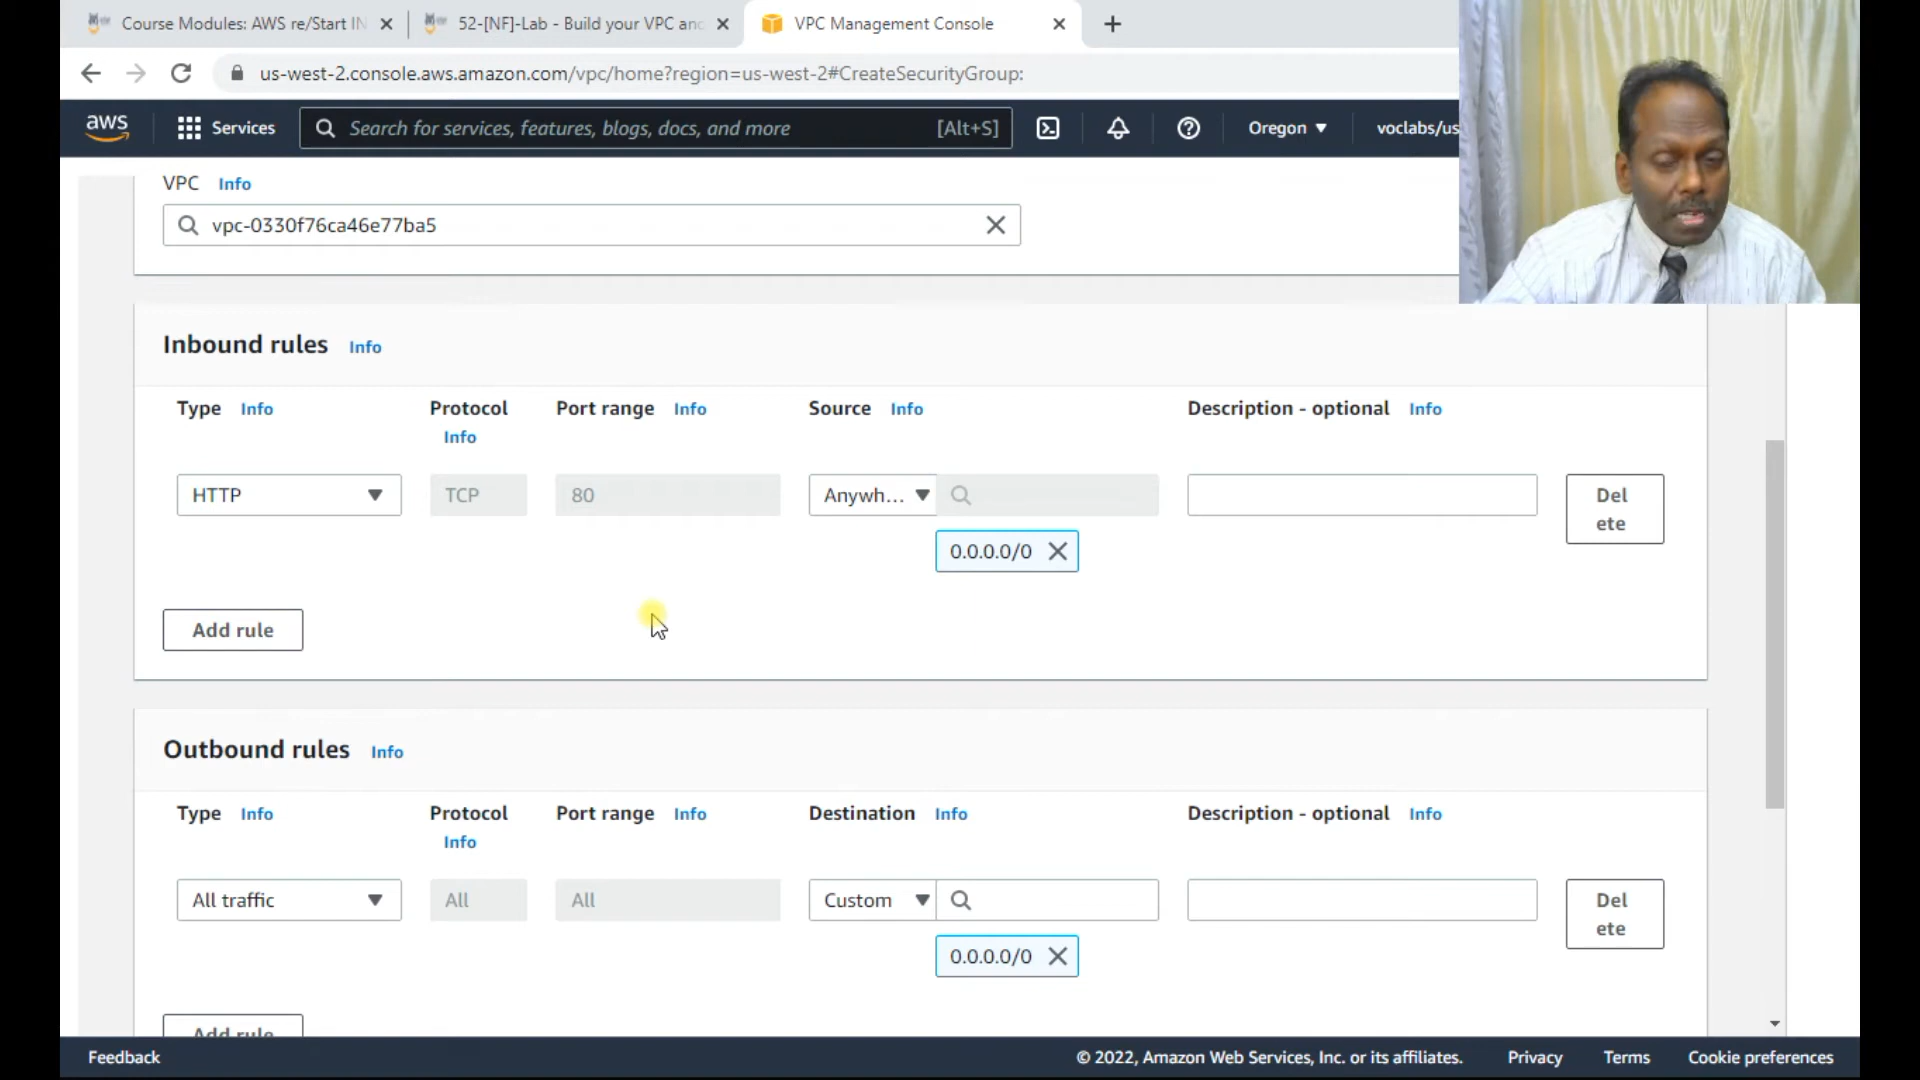 Course Modules: AWS re/Start IN
52-[NF]-Lab - Build your VPC and
VPC Management Console
us-west-2.console.aws.amazon.com/vpc/home?region=us-west-2#CreateSecurityGroup:
aws
Services
Search for services, features, blogs, docs, and more
[Alt+S]
Oregon
voclabs/us
VPC Info
vpc-0330f76ca46e77ba5
Inbound rules Info
Type Info
Protocol
Info
Port range Info
Source Info
Description - optional Info
HTTP
TCP
80
Anywh...
Del
ete
0.0.0.0/0
Add rule
Outbound rules Info
Type Info
Protocol
Info
Port range Info
Destination Info
Description - optional Info
All traffic
All
All
Custom
Del
ete
0.0.0.0/0
Add rule
Feedback
© 2022, Amazon Web Services, Inc. or its affiliates.
Privacy
Terms
Cookie preferences